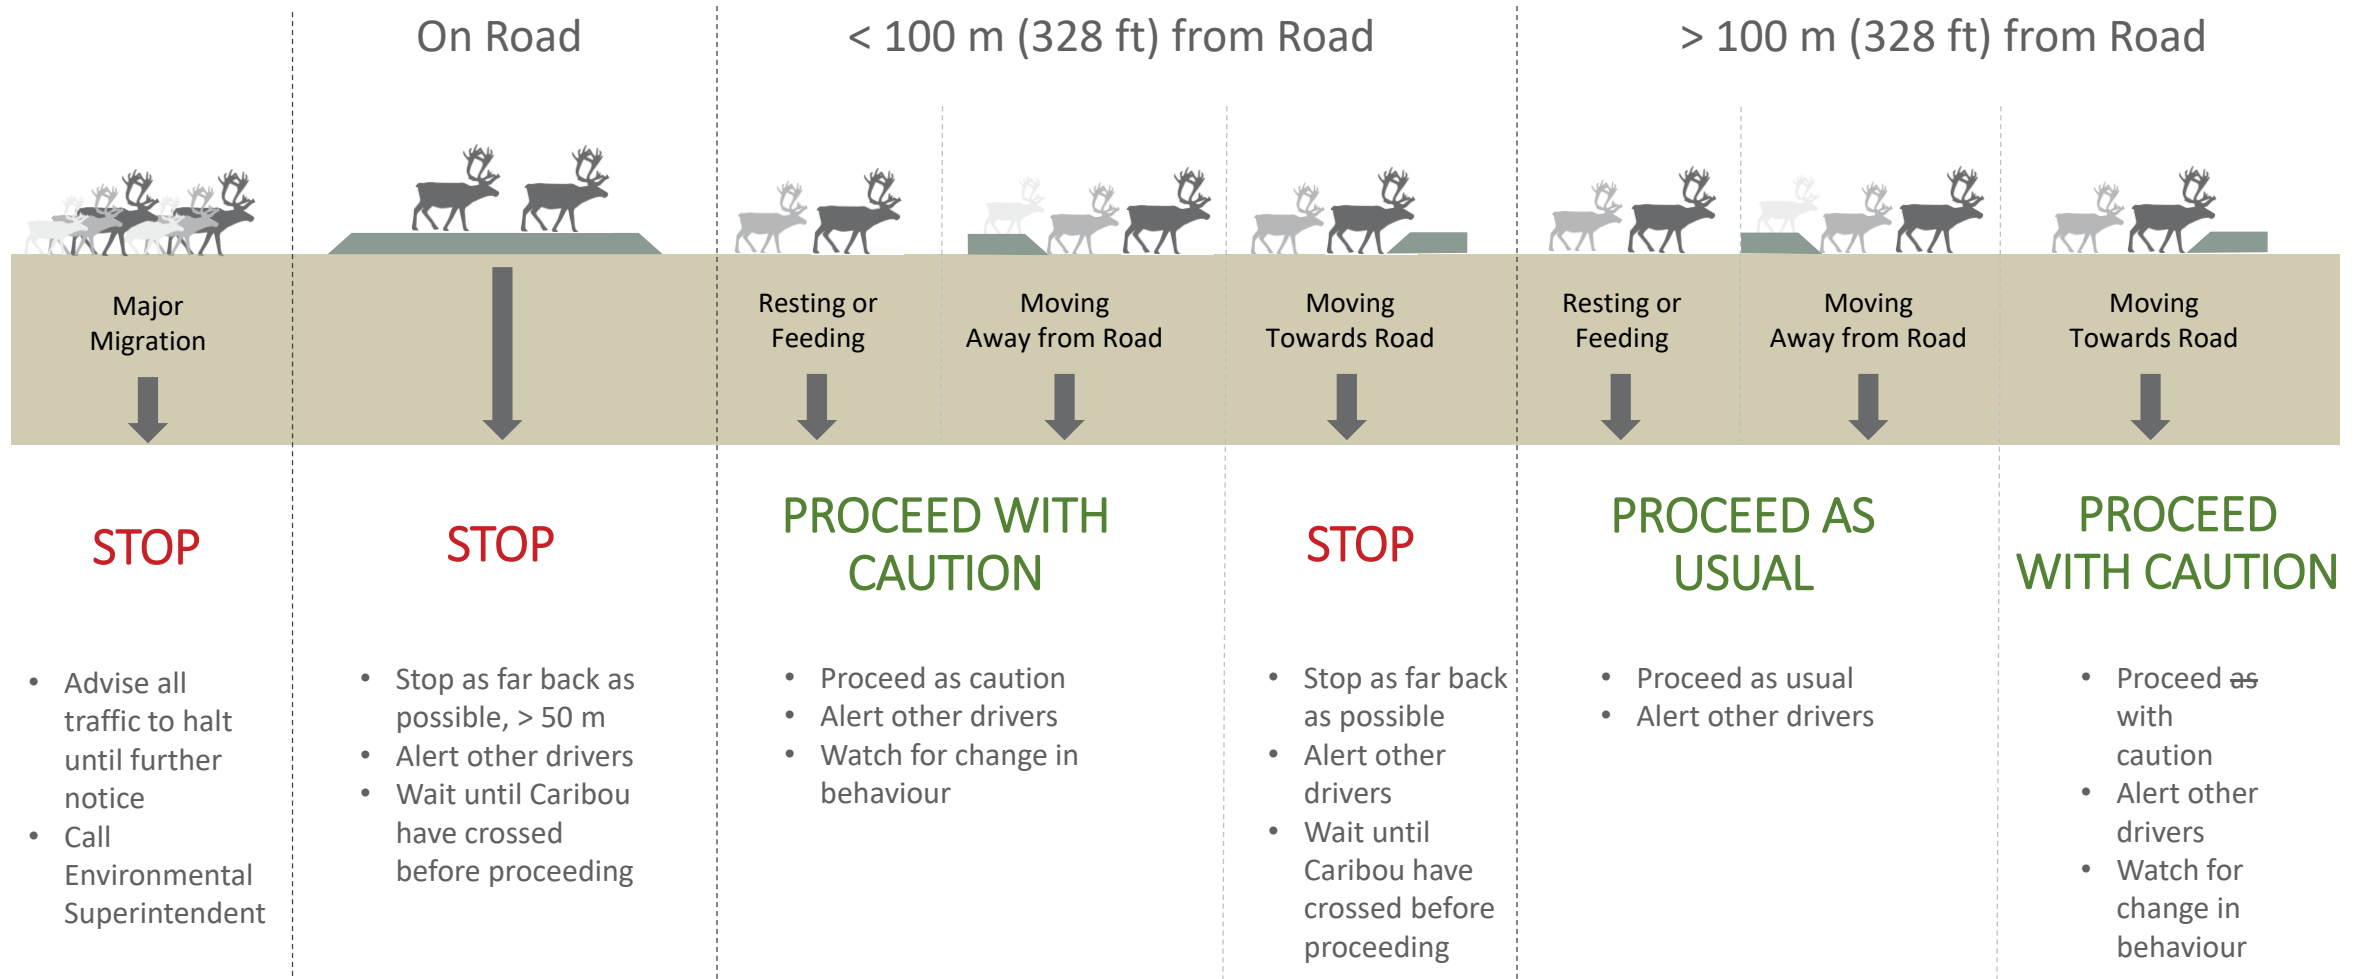 On Road
< 100 m (328 ft) from Road
> 100 m (328 ft) from Road
Major
Migration
Resting or
Feeding
Moving
Away from Road
Moving
Towards Road
Resting or
Feeding
Moving
Away from Road
Moving
Towards Road
STOP
STOP
PROCEED WITH
CAUTION
STOP
PROCEED AS
USUAL
PROCEED
WITH CAUTION
• Advise all
traffic to halt
until further
notice
• Call
Environmental
Superintendent
• Stop as far back as
possible, > 50 m
• Alert other drivers
• Wait until Caribou
have crossed
before proceeding
• Proceed as caution
• Alert other drivers
• Watch for change in
behaviour
• Stop as far back
as possible
• Alert other
drivers
• Wait until
Caribou have
crossed before
proceeding
• Proceed as usual
• Alert other drivers
• Proceed as
with
caution
• Alert other
drivers
• Watch for
change in
behaviour